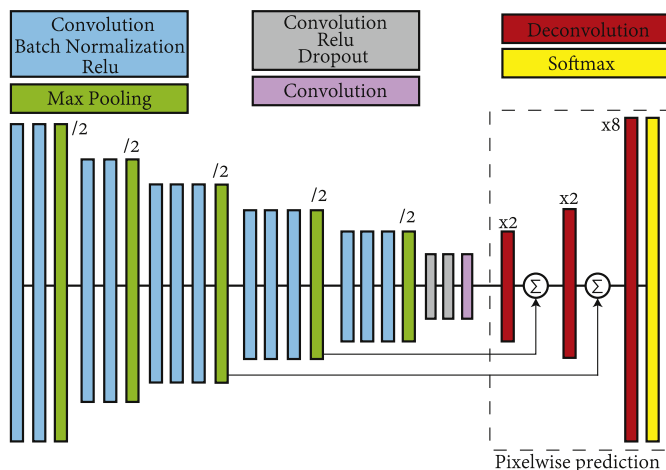 Convolution
Batch Normalization
Relu
Max Pooling
Convolution
Relu
Dropout
Convolution
Deconvolution
Softmax
/2
/2
/2
/2
/2
x2
x2
x8
Σ
Σ
Pixelwise prediction